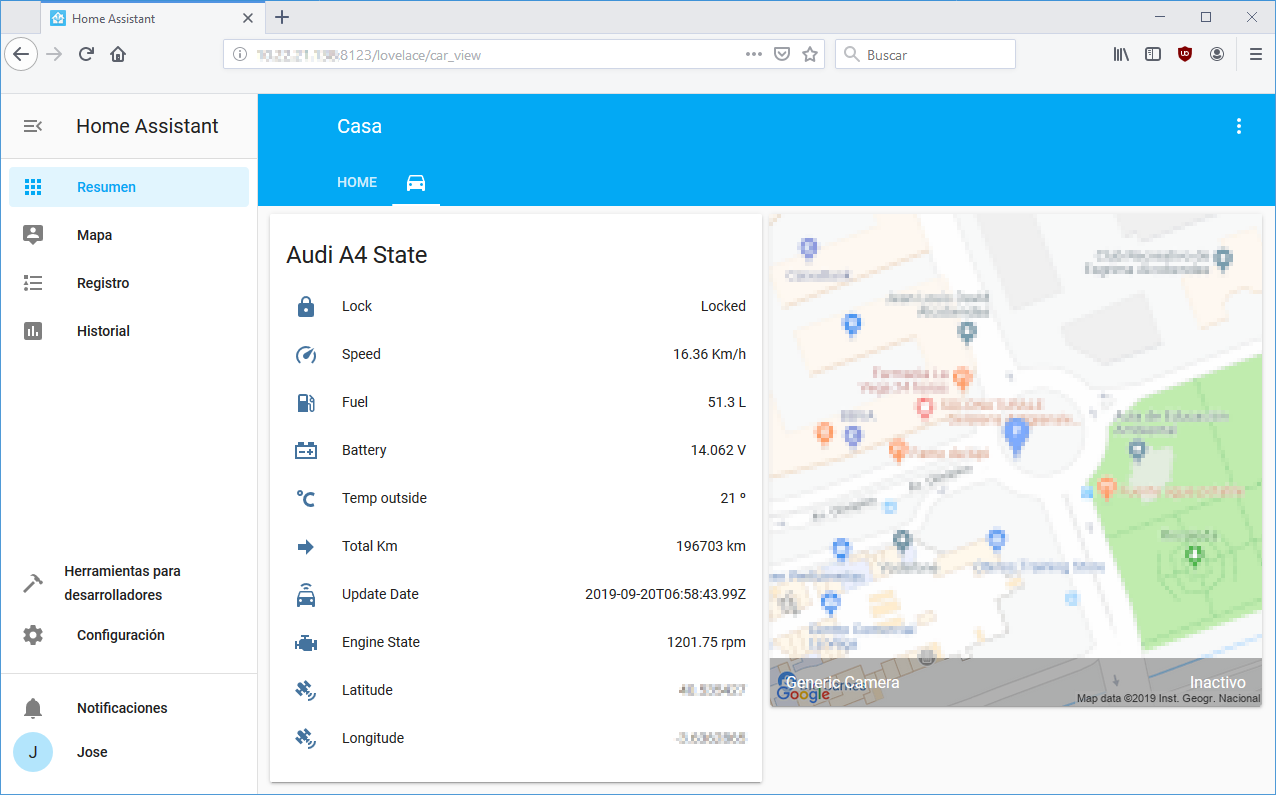 Home Assistant
:8123/lovelace/car_view
Buscar
Home Assistant
Casa
HOME
Resumen
Mapa
Registro
Historial
Herramientas para
desarrolladores
Configuración
Notificaciones
J
Jose
Audi A4 State
Lock
Locked
Speed
16.36 Km/h
Fuel
51.3 L
Battery
14.062 V
Temp outside
21 º
Total Km
196703 km
Update Date
2019-09-20T06:58:43.99Z
Engine State
1201.75 rpm
Latitude
Longitude
Generic Camera
Inactivo
Google
Map data ©2019 Inst. Geogr. Nacional